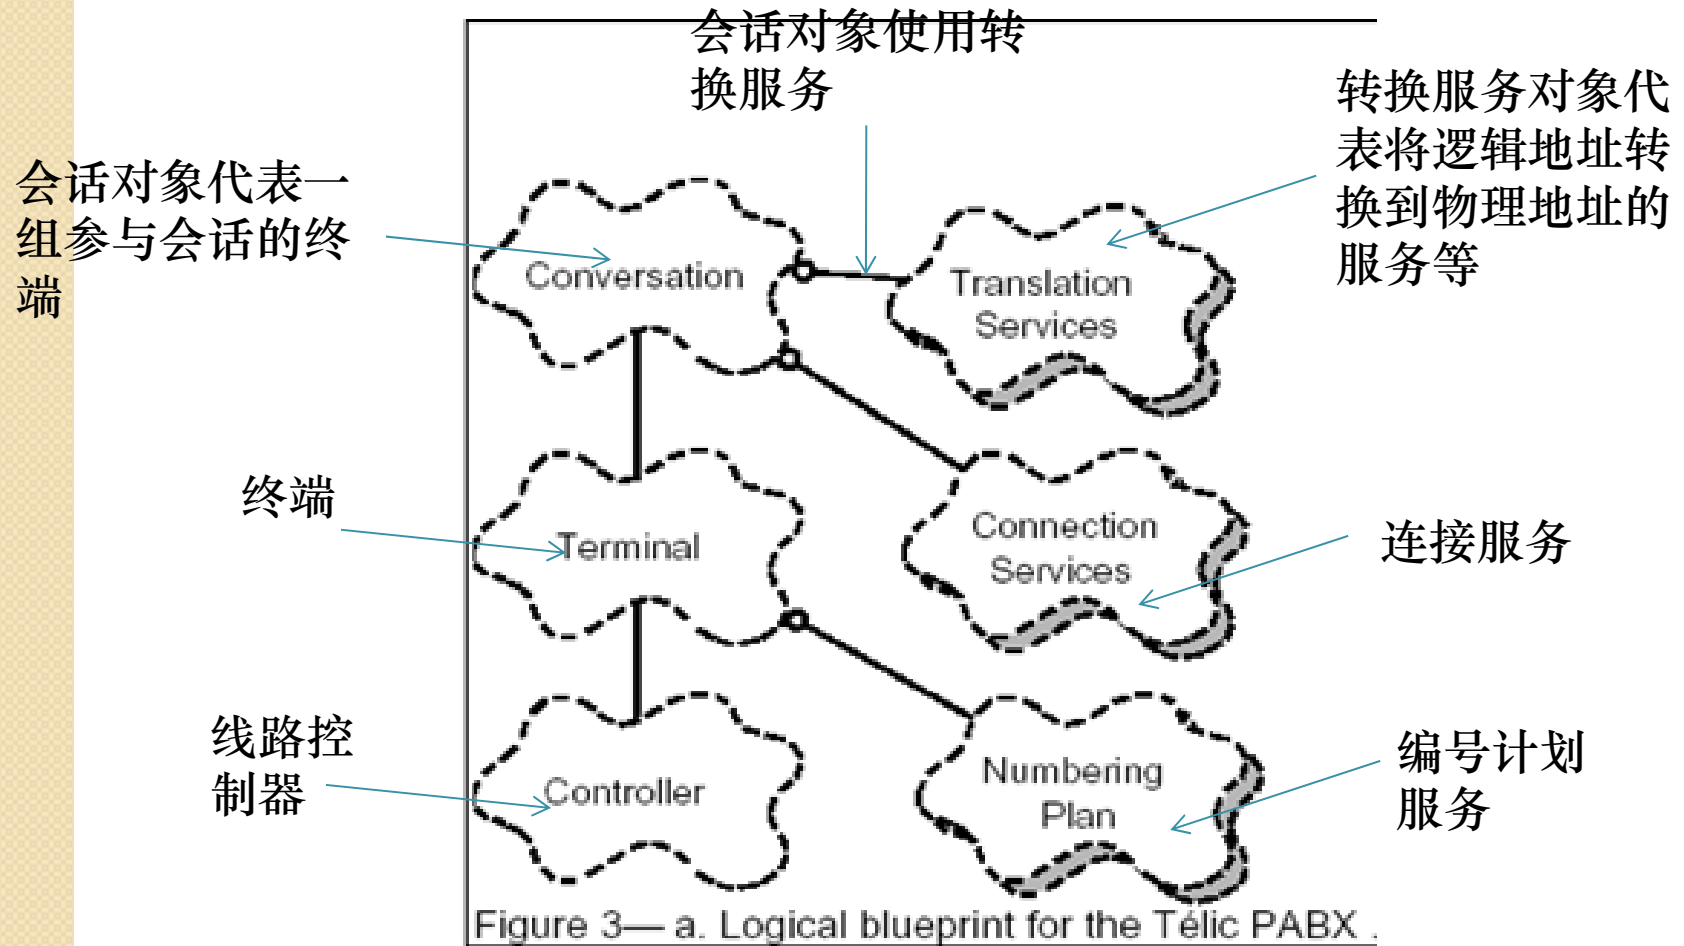 会话对象使用转
换服务
转换服务对象代
表将逻辑地址转
换到物理地址的
服务等
会话对象代表一
组参与会话的终
端
Conversation
Translation
Services
终端
Terminal
Connection
Services
连接服务
线路控
制器
Controller
Numbering
Plan
编号计划
服务
Figure 3— a. Logical blueprint for the Télic PABX .